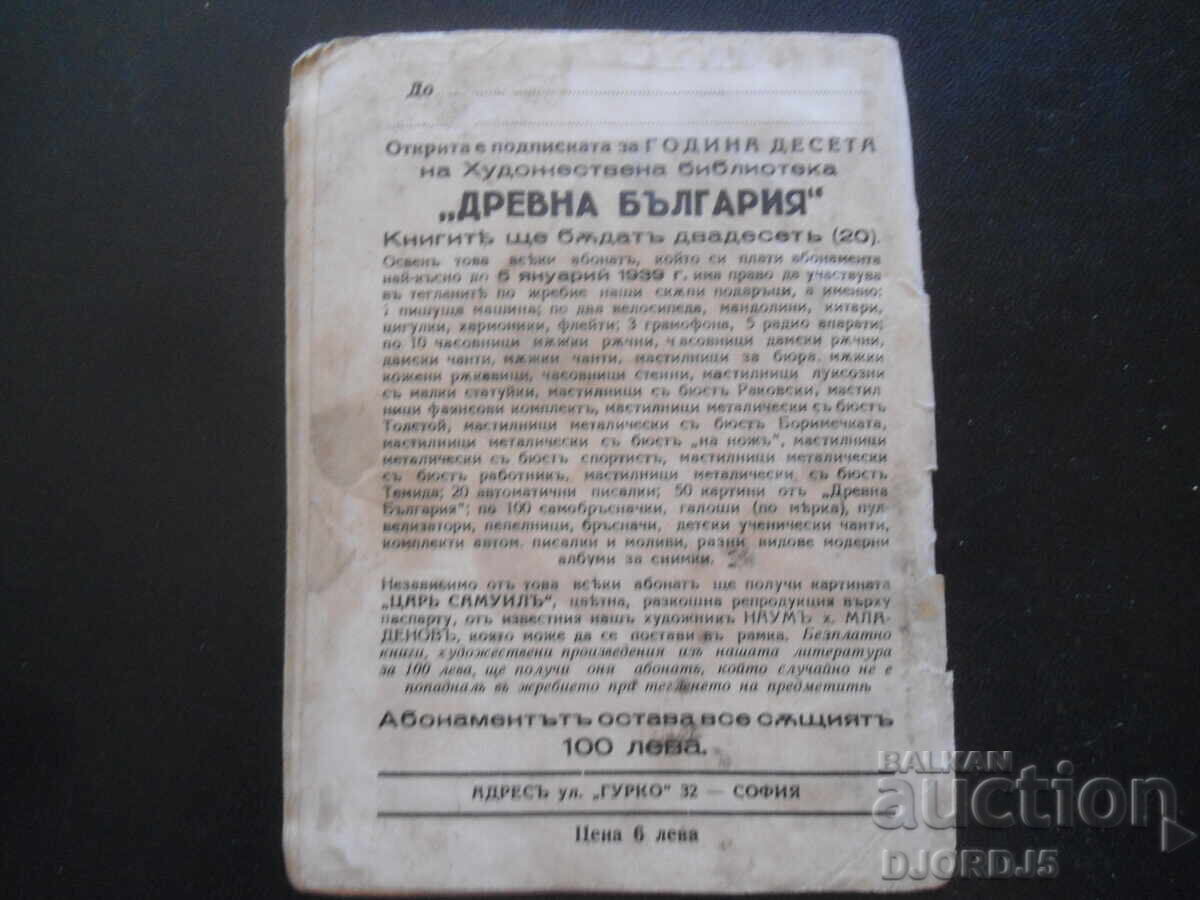 До
Открита е подписката за ГОДИНА ДЕСЕТА
на Художествена библиотека
„ДРЕВНА БЪЛГАРИЯ“
Книгитѣ ще бѫдатъ двадесеть (20).
Освенъ това всѣки абонатъ, който си плати абонамента
най-късно до 5 януарий 1939 г. има право да участвува
въ тегланитѣ по жребие наши скѫпи подаръци, а именно:
1 пишуща машина; по два велосипеда, мандолини, китари,
цигулки, хармоники, флейти; 3 грамофона, 5 радио апарати;
по 10 часовници мѫжки рѫчни, часовници дамски рѫчни,
дамски чанти, мѫжки чанти, мастилници за бюра, мѫжки
кожени рѫкавици, часовници стенни, мастилници луксозни
съ малки статуйки, мастилници съ бюстъ Раковски, мастил
ници фаянсови комплектъ, мастилници металически съ бюстъ
Толстой, мастилници металически съ бюстъ Боримечката,
мастилници металически съ бюстъ „на ножъ“, мастилници
металически съ бюстъ спортистъ, мастилници металически
съ бюстъ работникъ, мастилници металически съ бюстъ
Темида; 20 автоматични писалки; 50 картини отъ „Древна
България“; по 100 самобръсначки, галоши (по мѣрка), пул-
велизатори, пепелници, бръсначи, детски ученически чанти,
комплекти автом. писалки и моливи, разни видове модерни
албуми за снимки.
Независимо отъ това всѣки абонатъ ще получи картината
„ЦАРЬ САМУИЛЪ“, цвѣтна, разкошна репродукция върху
паспарту, отъ известния нашъ художникъ НАУМЪ х. МЛА-
ДЕНОВЪ, която може да се постави въ рамка. Безплатно
книги, художествени произведения изъ нашата литература
за 100 лева, ще получи оня абонатъ, който случайно не е
попадналъ въ жребието при тегленето на предметитѣ
Абонаментътъ остава все сѫщиятъ
100 лева.
АДРЕСЪ ул. „ГУРКО“ 32 — СОФИЯ
Цена 6 лева
BALKAN
auction
DJORDJ5